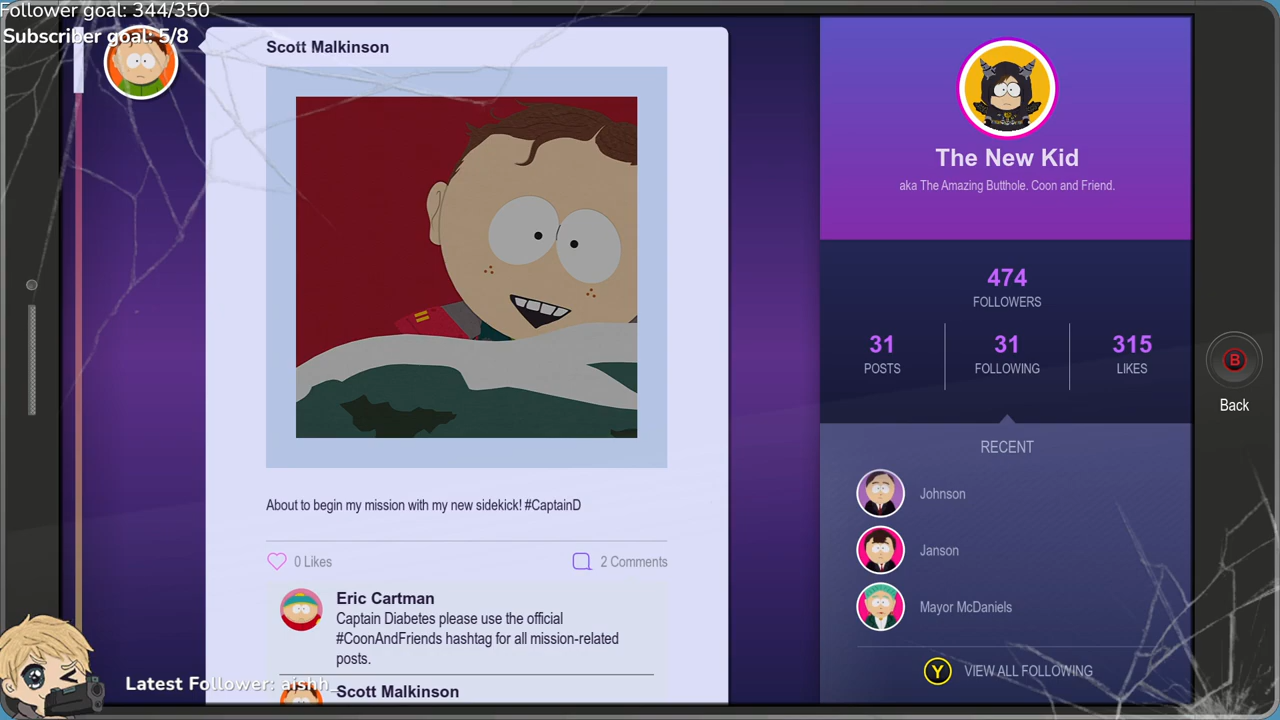 Follower goal: 344/350
Subscriber goal: 5/8
Scott Malkinson
About to begin my mission with my new sidekick! #CaptainD
0 Likes
2 Comments
Eric Cartman
Captain Diabetes please use the official
#CoonAndFriends hashtag for all mission-related
posts.
Scott Malkinson
Latest Follower: aishh_
The New Kid
aka The Amazing Butthole. Coon and Friend.
474
FOLLOWERS
31
POSTS
31
FOLLOWING
315
LIKES
RECENT
Johnson
Janson
Mayor McDaniels
Y VIEW ALL FOLLOWING
B
Back